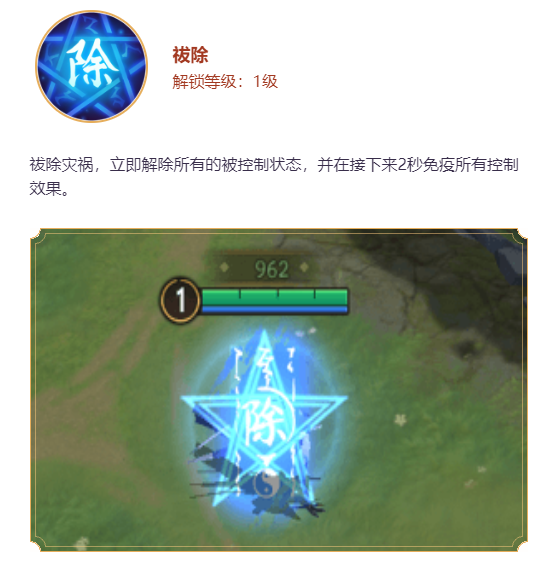 除
祓除
解锁等级：1级
祓除灾祸，立即解除所有的被控制状态，并在接下来2秒免疫所有控制
效果。
962
1
除